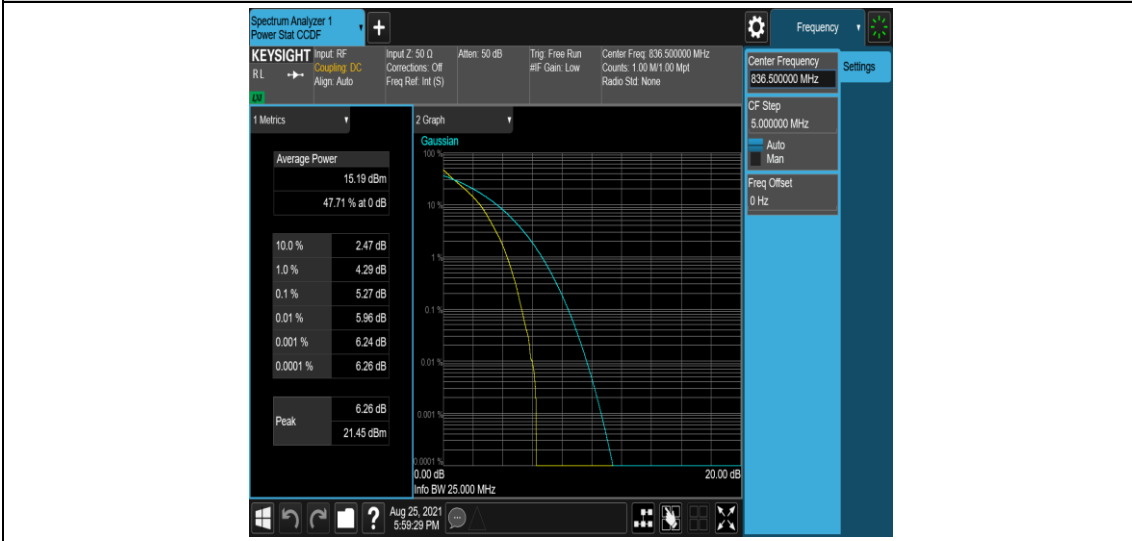 Spectrum Analyzer 1
Power Stat CCDF
+
Frequency
KEYSIGHT
RL
Input: RF
Coupling: DC
Align: Auto
Input Z: 50 Ω
Corrections: Off
Freq Ref: Int (S)
Atten: 50 dB
Trig: Free Run
#IF Gain: Low
Center Freq: 836.500000 MHz
Counts: 1.00 M/1.00 Mpt
Radio Std: None
Center Frequency
836.500000 MHz
Settings
CF Step
5.000000 MHz
Auto
Man
Freq Offset
0 Hz
1 Metrics
Average Power
15.19 dBm
47.71 % at 0 dB
10.0 % 2.47 dB
1.0 % 4.29 dB
0.1 % 5.27 dB
0.01 % 5.96 dB
0.001 % 6.24 dB
0.0001 % 6.26 dB
Peak
6.26 dB
21.45 dBm
2 Graph
Gaussian
100 %
10 %
1 %
0.1 %
0.01 %
0.001 %
0.0001 %
0.00 dB 20.00 dB
Info BW 25.000 MHz
?
Aug 25, 2021
5:59:29 PM